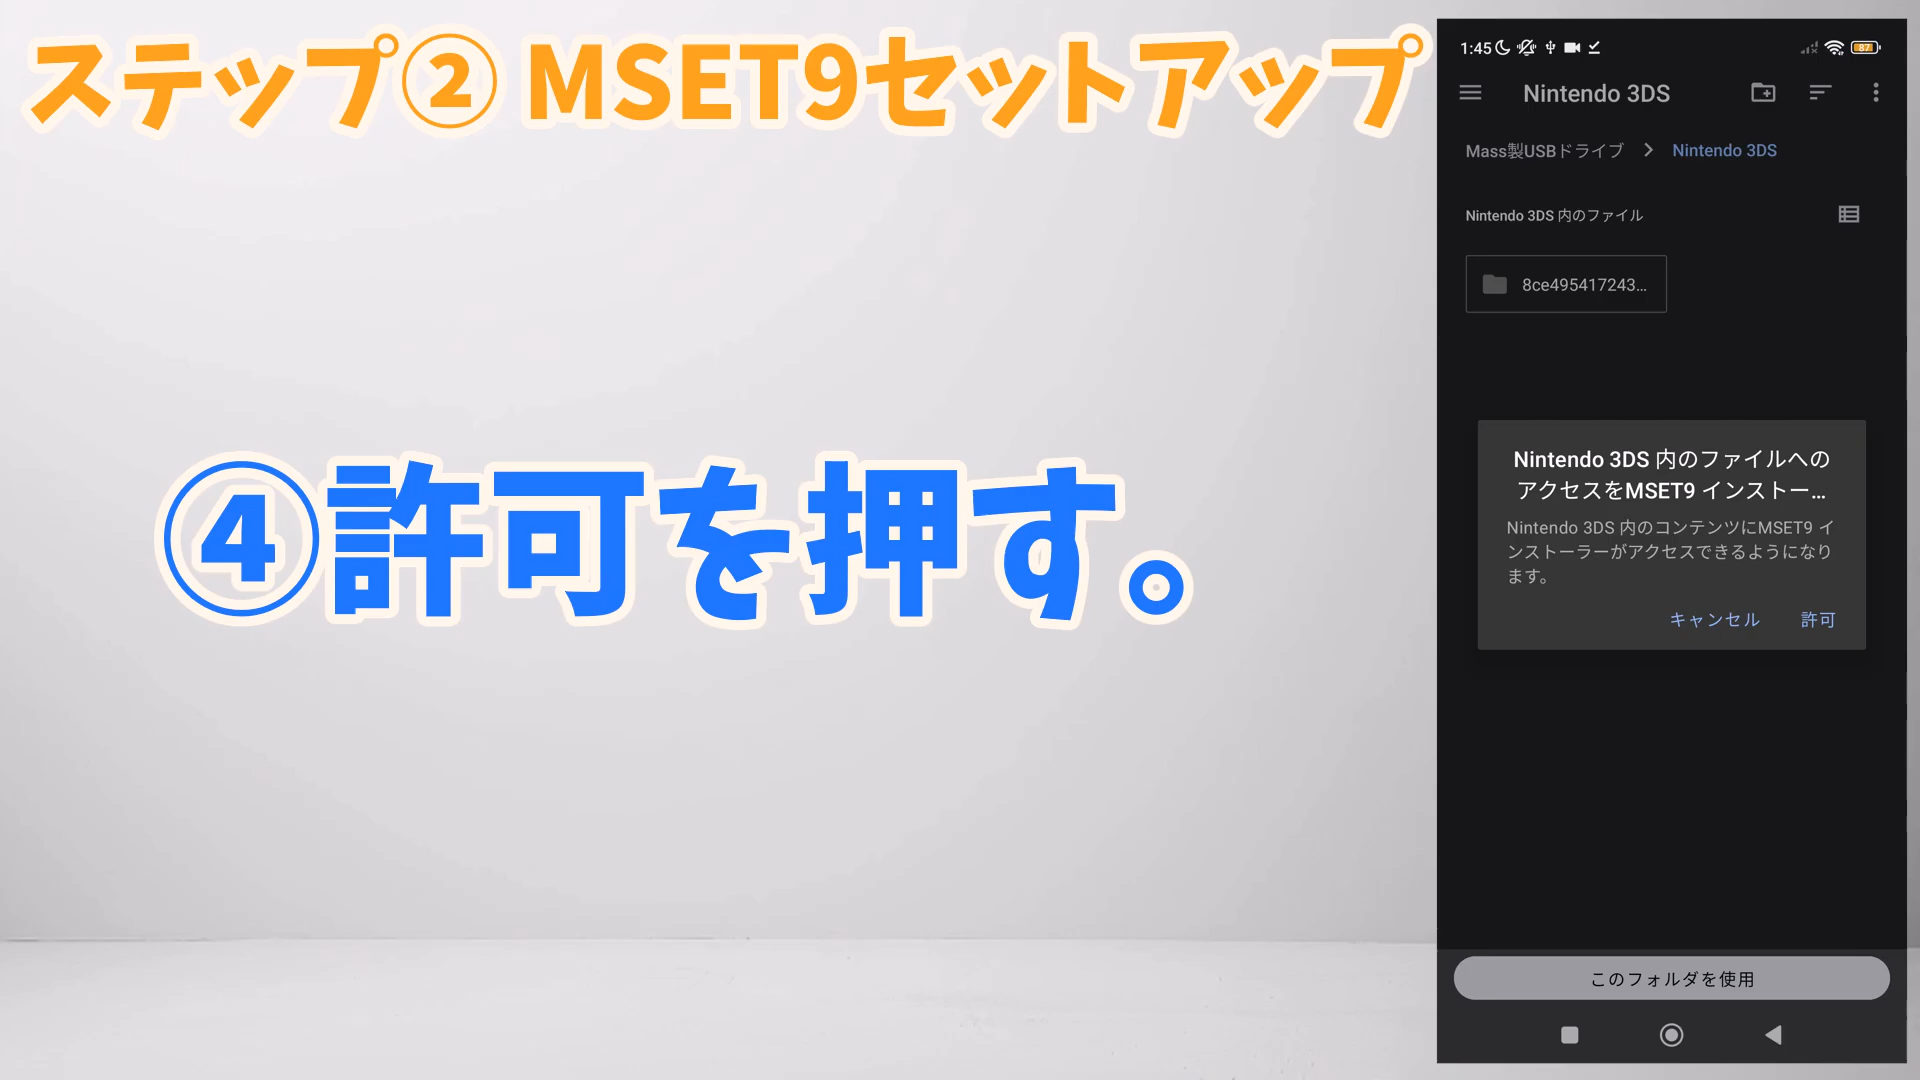 ステップ② MSET9セットアップ
④許可を押す。
1:45
87
Nintendo 3DS
Mass製USBドライブ
Nintendo 3DS
Nintendo 3DS 内のファイル
8ce495417243...
Nintendo 3DS 内のファイルへの
アクセスをMSET9 インストー...
Nintendo 3DS 内のコンテンツにMSET9 イ
ンストーラーがアクセスできるようになり
ます。
キャンセル 許可
このフォルダを使用